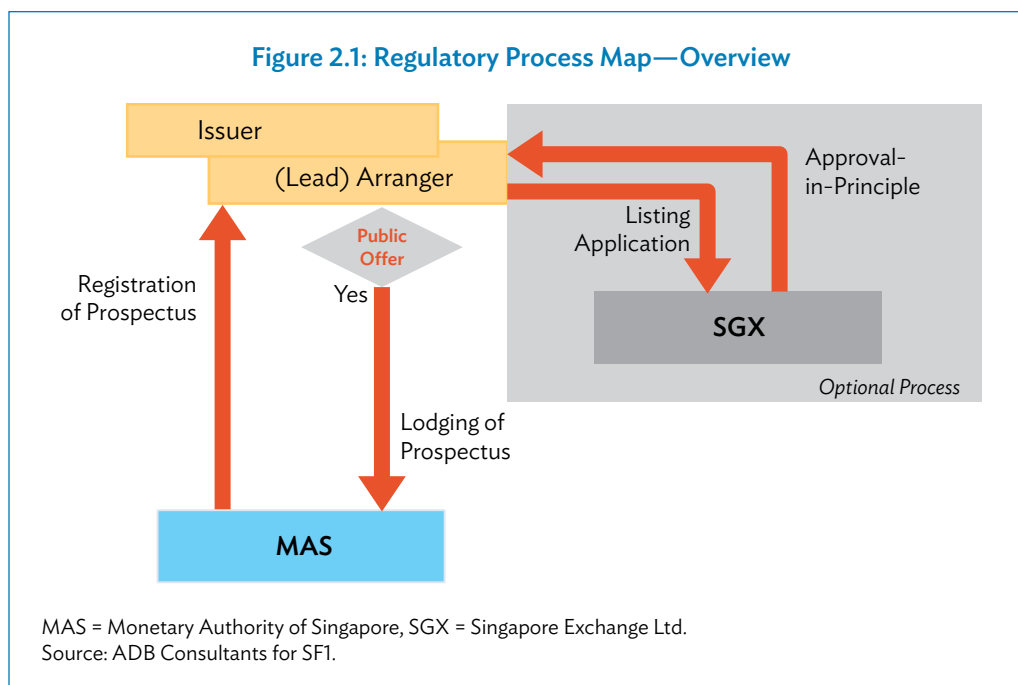 Figure 2.1: Regulatory Process Map—Overview
Issuer
(Lead) Arranger
Approval-
in-Principle
Listing
Application
Public
Offer
Yes
Registration
of Prospectus
SGX
Optional Process
Lodging of
Prospectus
MAS
MAS = Monetary Authority of Singapore, SGX = Singapore Exchange Ltd.
Source: ADB Consultants for SF1.